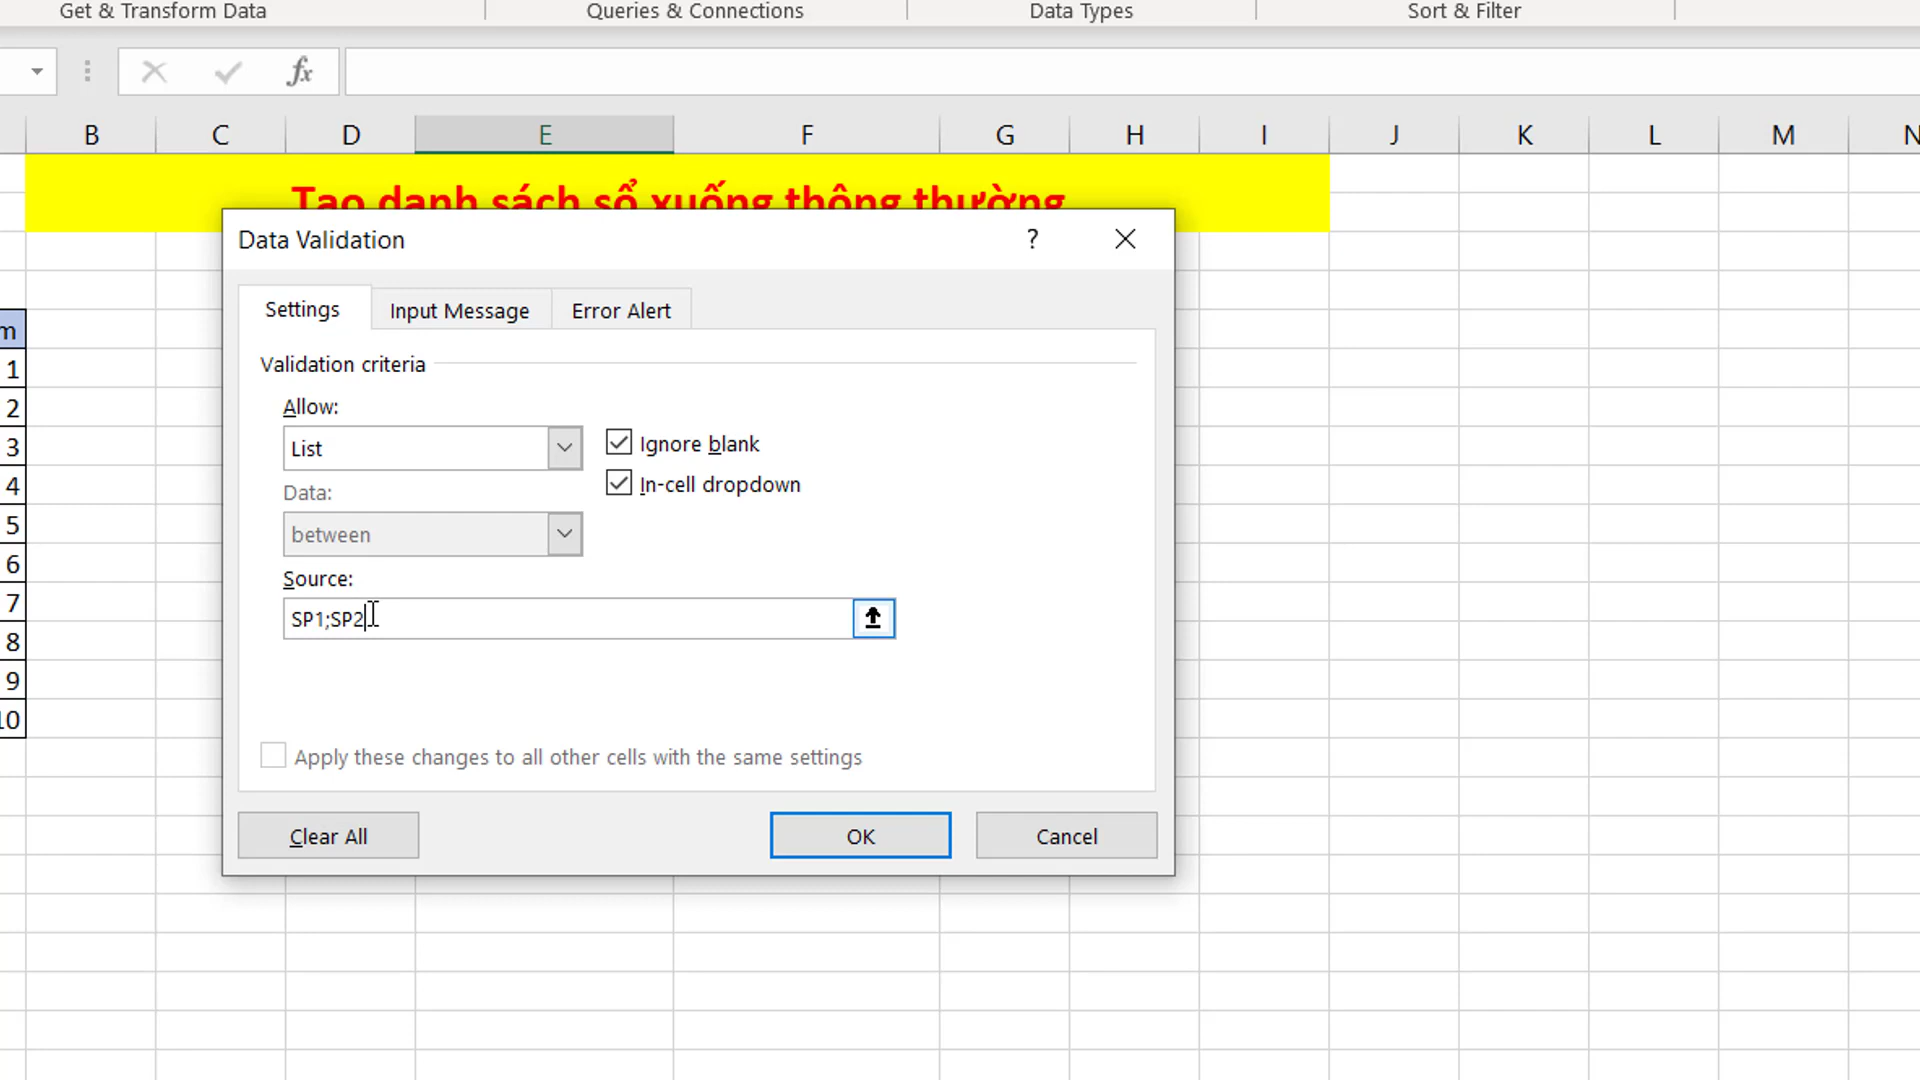 Get & Transform Data Queries & Connections Data Types Sort & Filter
fx
B C D E F G H I J K L M N
Tạo danh sách sổ xuống thông thường
Data Validation ?
Settings Input Message Error Alert
m
Validation criteria
1
Allow:
2
List Ignore blank
3
In-cell dropdown
4
Data:
between
5
Source:
6
SP1;SP2
7
8
9
10
Apply these changes to all other cells with the same settings
Clear All OK Cancel